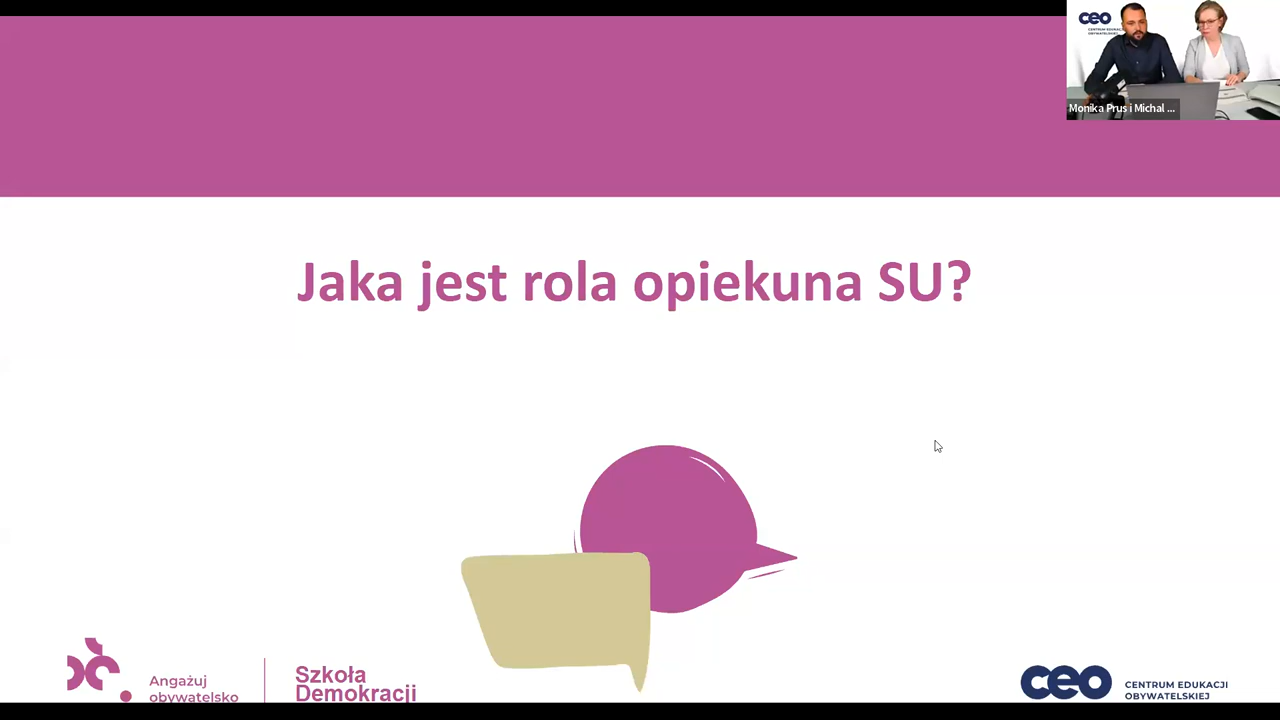 ceo
CENTRUM EDUKACJI
OBYWATELSKIEJ
Monika Prus i Michal ...
Jaka jest rola opiekuna SU?
Angażuj
obywatelsko
Szkoła
Demokracji
ceo
CENTRUM EDUKACJI
OBYWATELSKIEJ